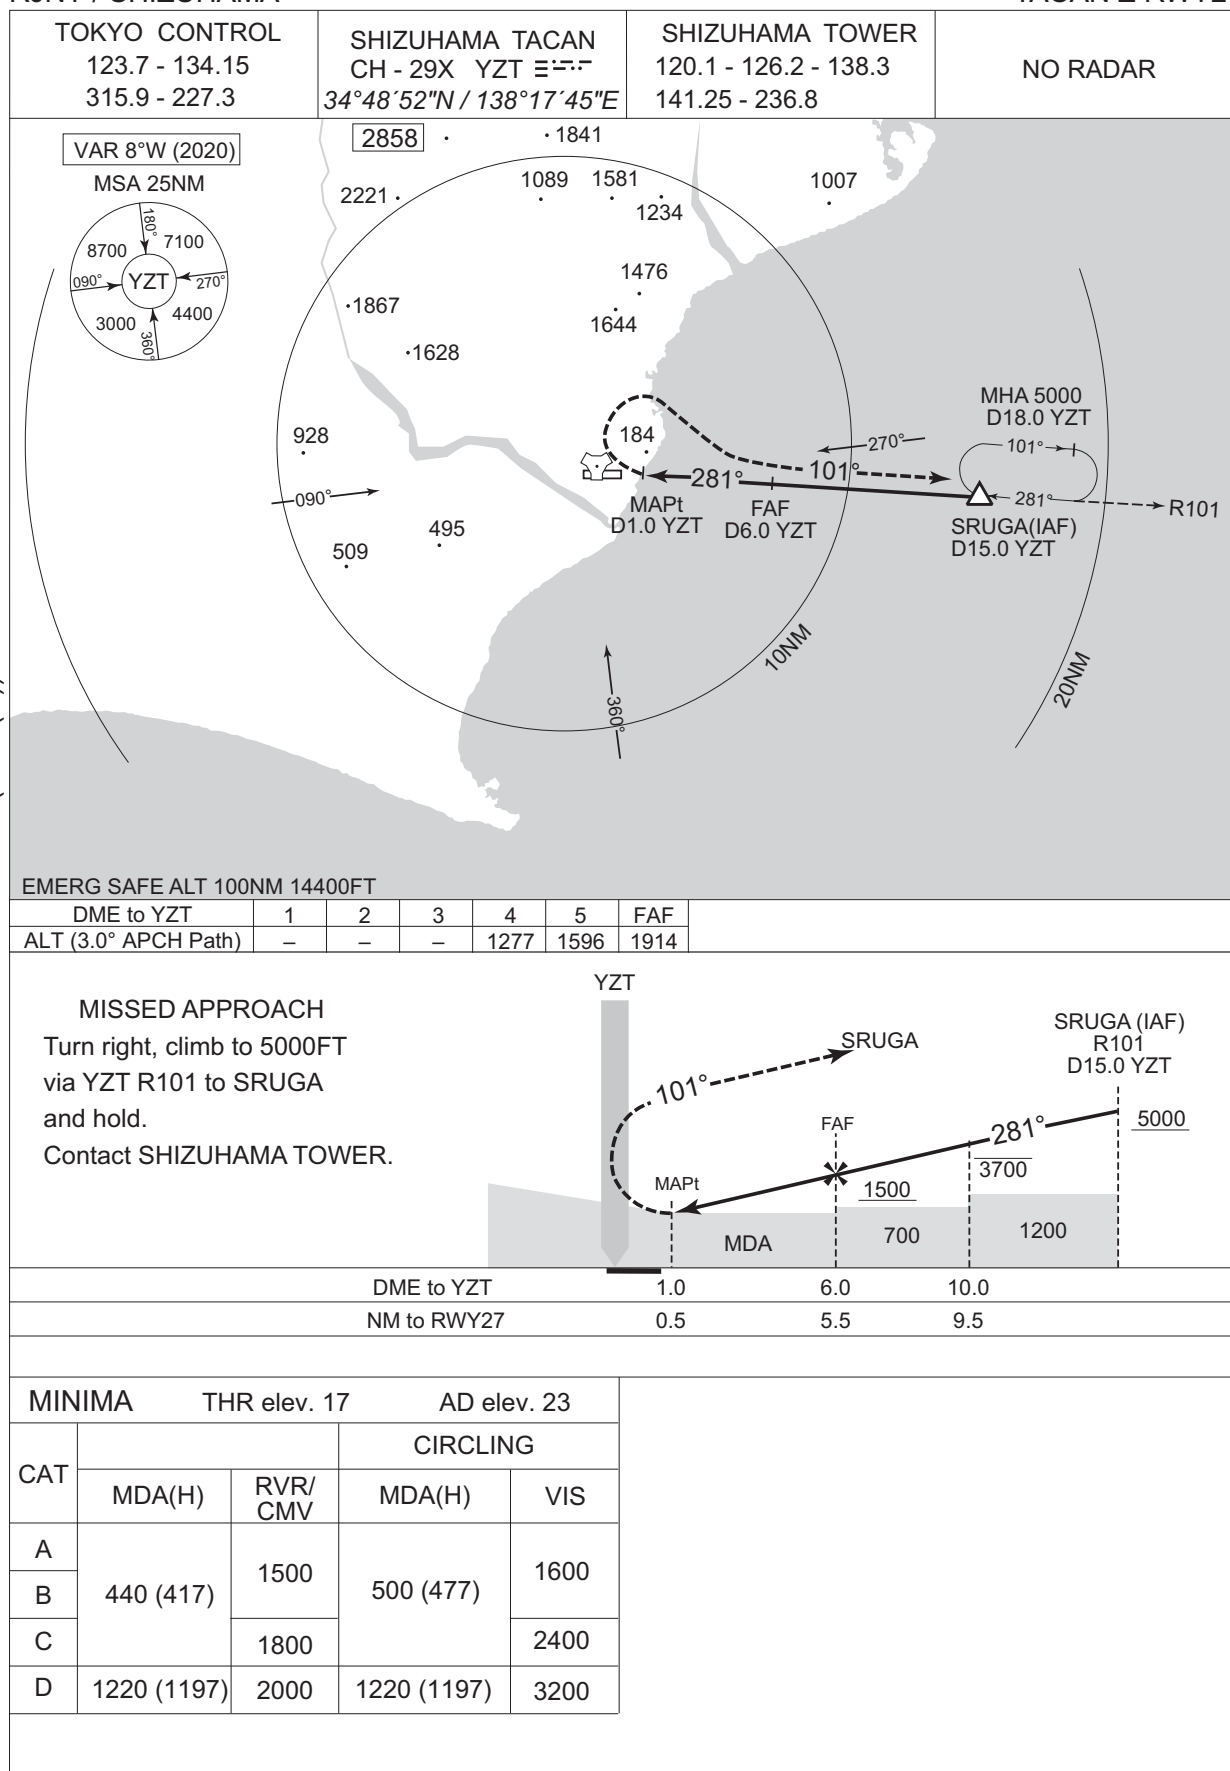 TOKYO CONTROL
123.7 - 134.15
315.9 - 227.3
SHIZUHAMA TACAN
CH - 29X YZT
34°48´52"N / 138°17´45"E
SHIZUHAMA TOWER
120.1 - 126.2 - 138.3
141.25 - 236.8
NO RADAR
VAR 8°W (2020)
MSA 25NM
180°
8700
7100
090°
YZT
270°
3000
4400
360°
2858
1841
2221
1089
1581
1234
1007
1476
1867
1644
1628
928
184
MHA 5000
D18.0 YZT
270°
101°
101°
281°
281°
R101
090°
MAPt
D1.0 YZT
FAF
D6.0 YZT
SRUGA(IAF)
D15.0 YZT
495
509
10NM
20NM
360°
EMERG SAFE ALT 100NM 14400FT
DME to YZT 1 2 3 4 5 FAF
ALT (3.0° APCH Path) – – – 1277 1596 1914
MISSED APPROACH
Turn right, climb to 5000FT
via YZT R101 to SRUGA
and hold.
Contact SHIZUHAMA TOWER.
YZT
SRUGA
101°
SRUGA (IAF)
R101
D15.0 YZT
5000
281°
FAF
3700
1500
MAPt
MDA
700
1200
DME to YZT 1.0 6.0 10.0
NM to RWY27 0.5 5.5 9.5
MINIMA THR elev. 17 AD elev. 23
CAT
CIRCLING
MDA(H) RVR/CMV MDA(H) VIS
A
B
440 (417) 1500 500 (477) 1600
C 1800 2400
D 1220 (1197) 2000 1220 (1197) 3200